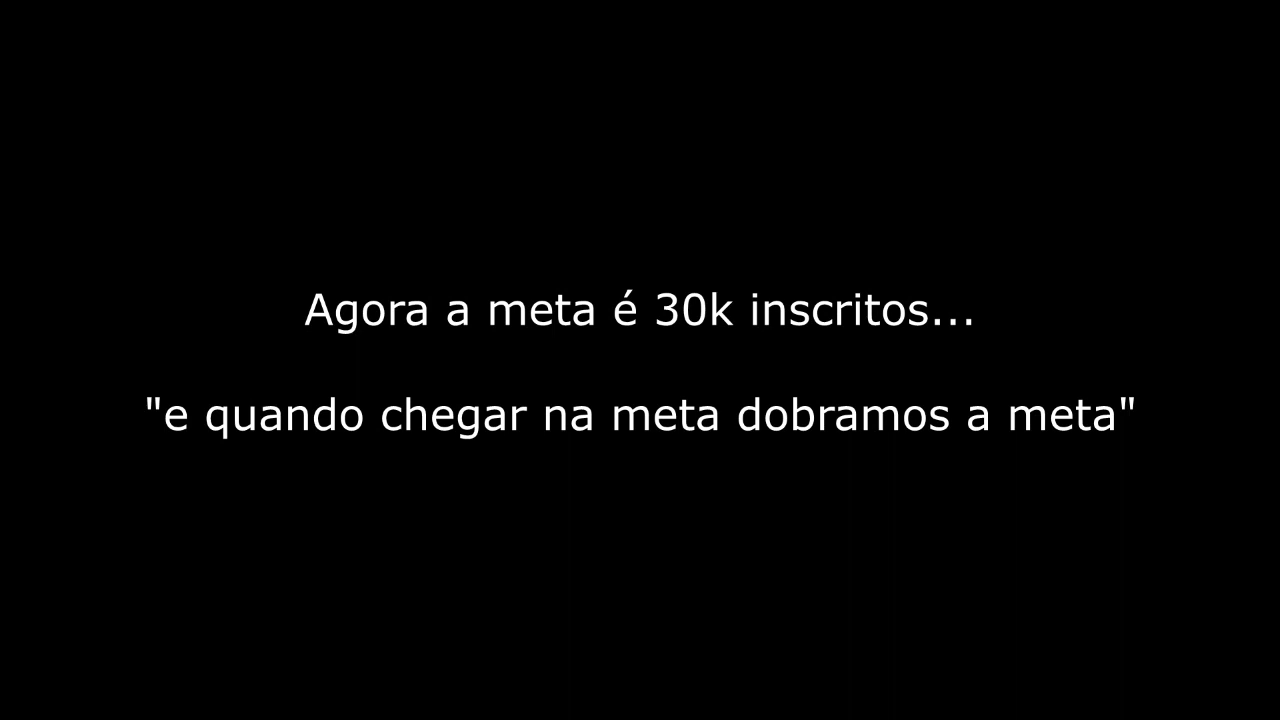 Agora a meta é 30k inscritos...
"e quando chegar na meta dobramos a meta"